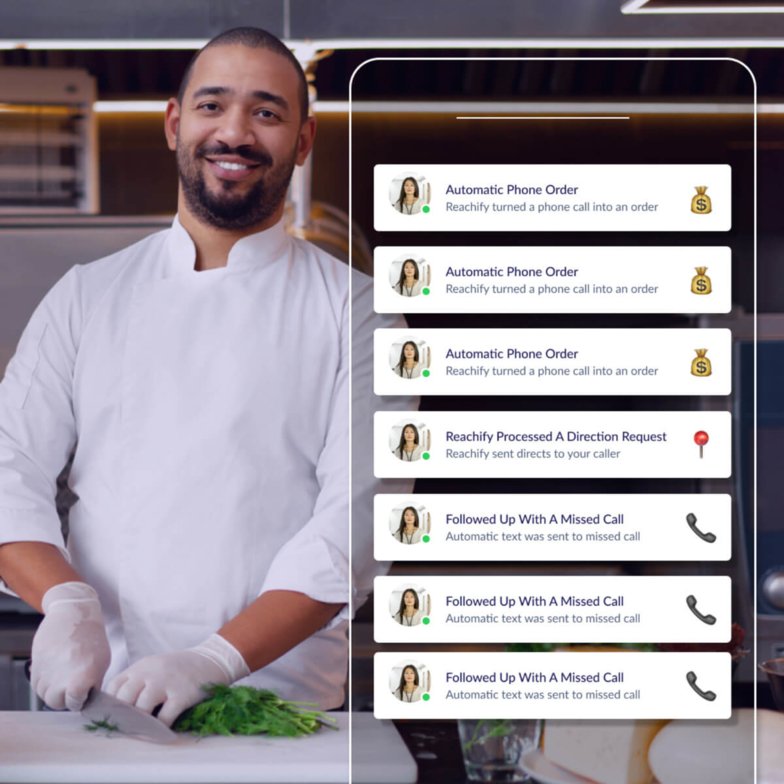 Automatic Phone Order
Reachify turned a phone call into an order
Automatic Phone Order
Reachify turned a phone call into an order
Automatic Phone Order
Reachify turned a phone call into an order
Reachify Processed A Direction Request
Reachify sent directs to your caller
Followed Up With A Missed Call
Automatic text was sent to missed call
Followed Up With A Missed Call
Automatic text was sent to missed call
Followed Up With A Missed Call
Automatic text was sent to missed call